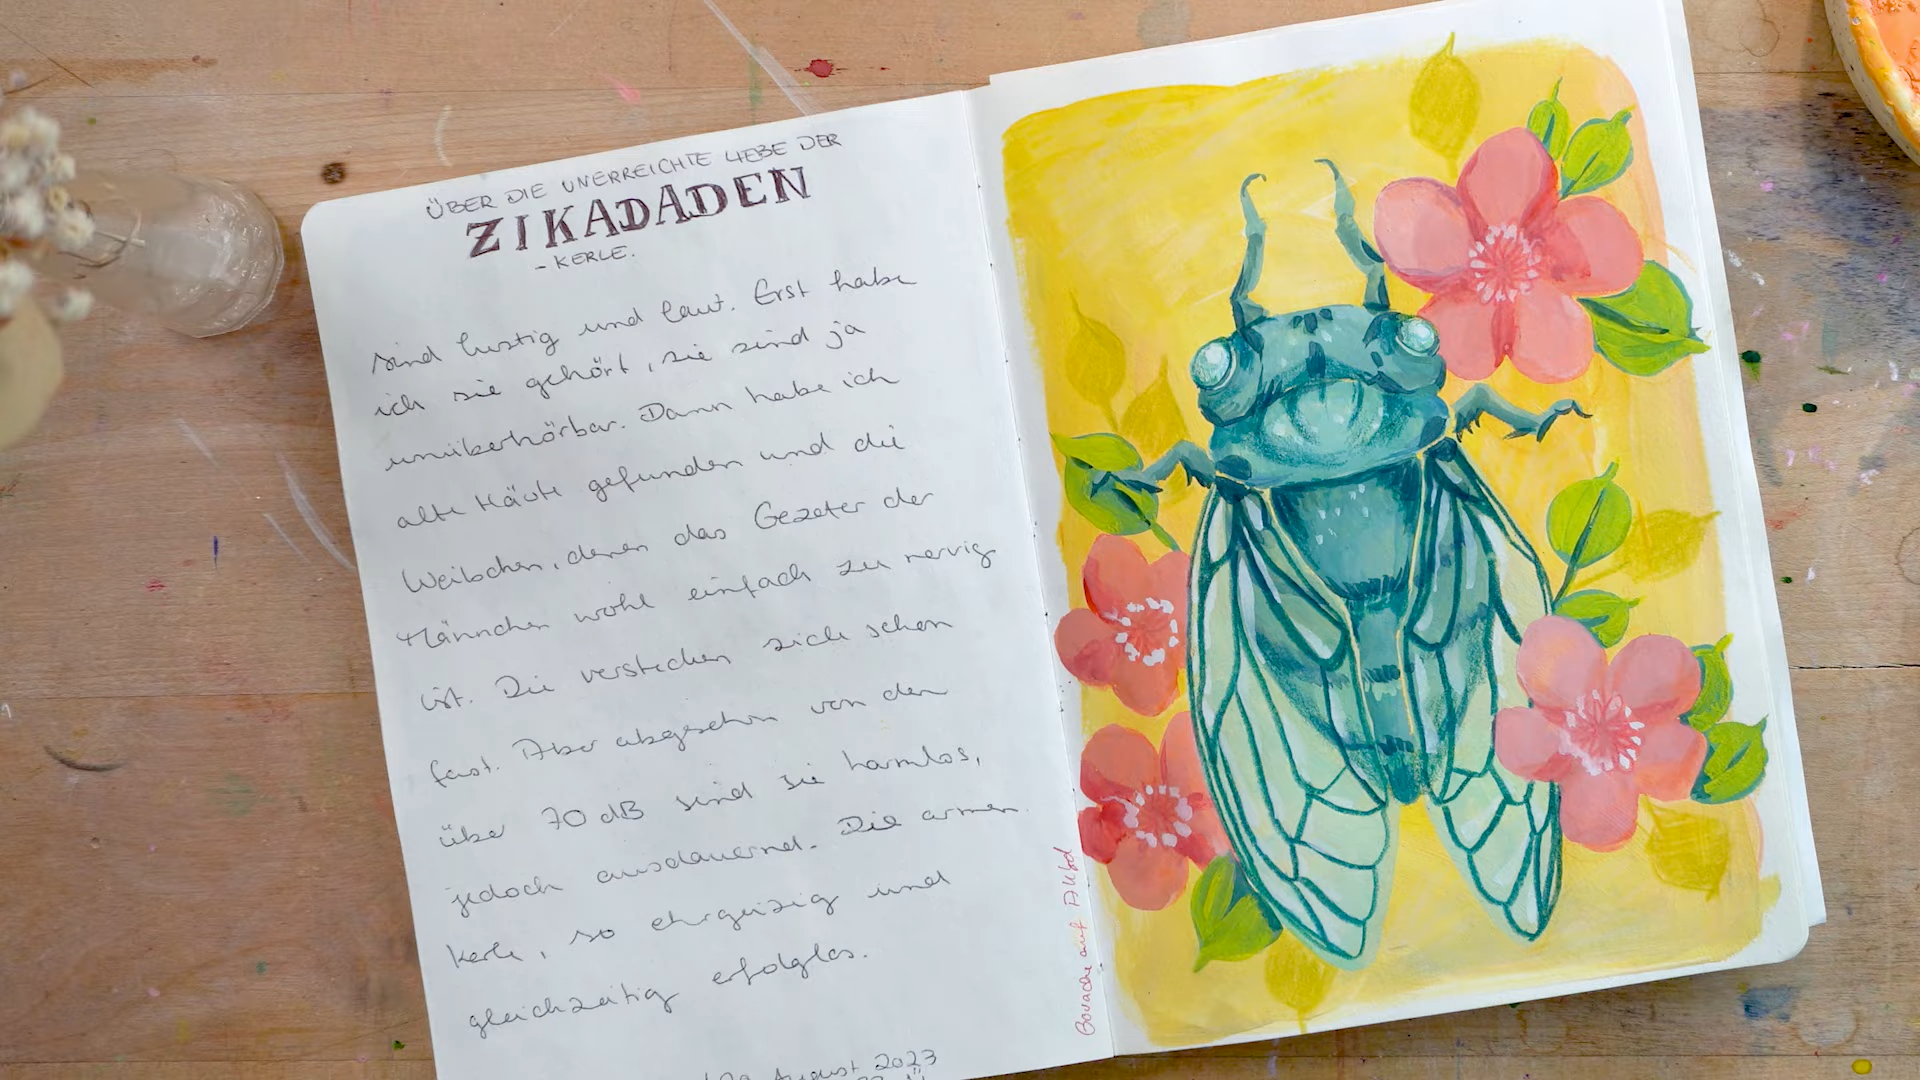 ÜBER DIE UNERREICHTE LIEBE DER
ZIKADADEN
- KERLE.
sind lustig und laut. Erst habe
ich sie gehört, sie sind ja
unüberhörbar. Dann habe ich
alte Häute gefunden und die
Weibchen, denen das Gezeter der
Männchen wohl einfach zu nervig
ist. Die verstecken sich schon
fast. Aber abgesehn von den
über 70 dB sind sie harmlos,
jedoch ausdauernd. Die armen
Kerle, so ehrgeizig und
gleichzeitig erfolglos.
August 2023
Gouache auf